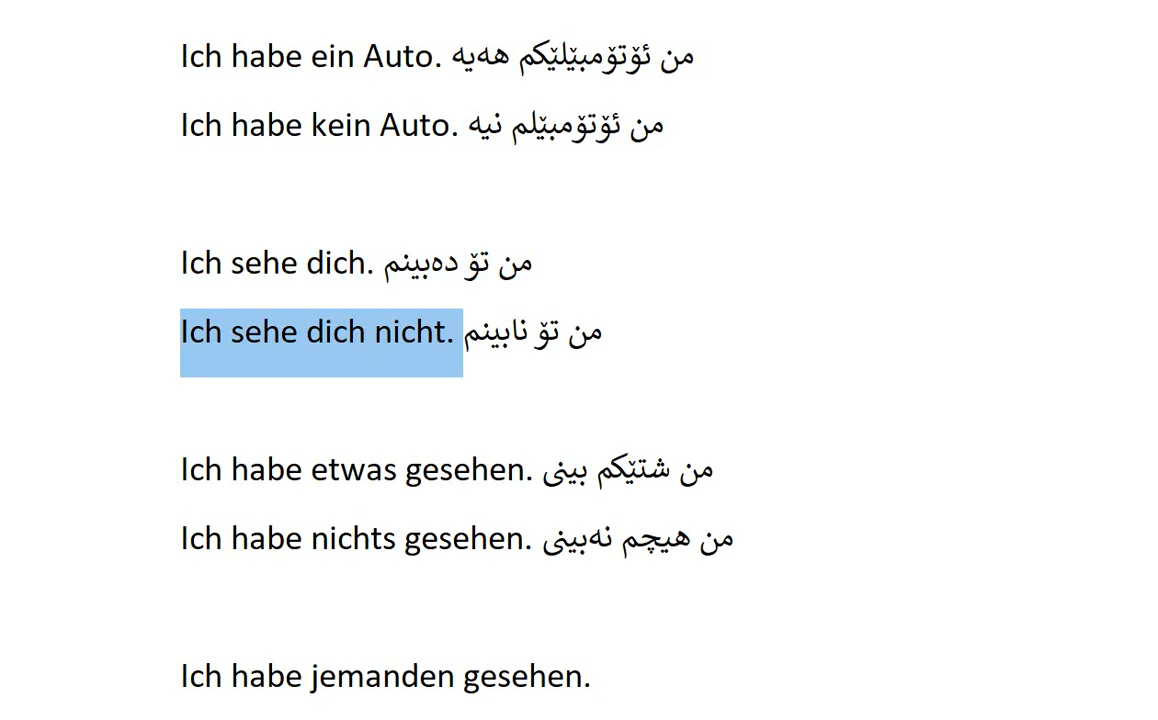 Ich habe ein Auto. من ئۆتۆمبێلێکم هەیە
Ich habe kein Auto. من ئۆتۆمبێلم نیە
Ich sehe dich. من تۆ دەبینم
Ich sehe dich nicht. من تۆ نابینم
Ich habe etwas gesehen. من شتێکم بینی
Ich habe nichts gesehen. من هیچم نەبینی
Ich habe jemanden gesehen.